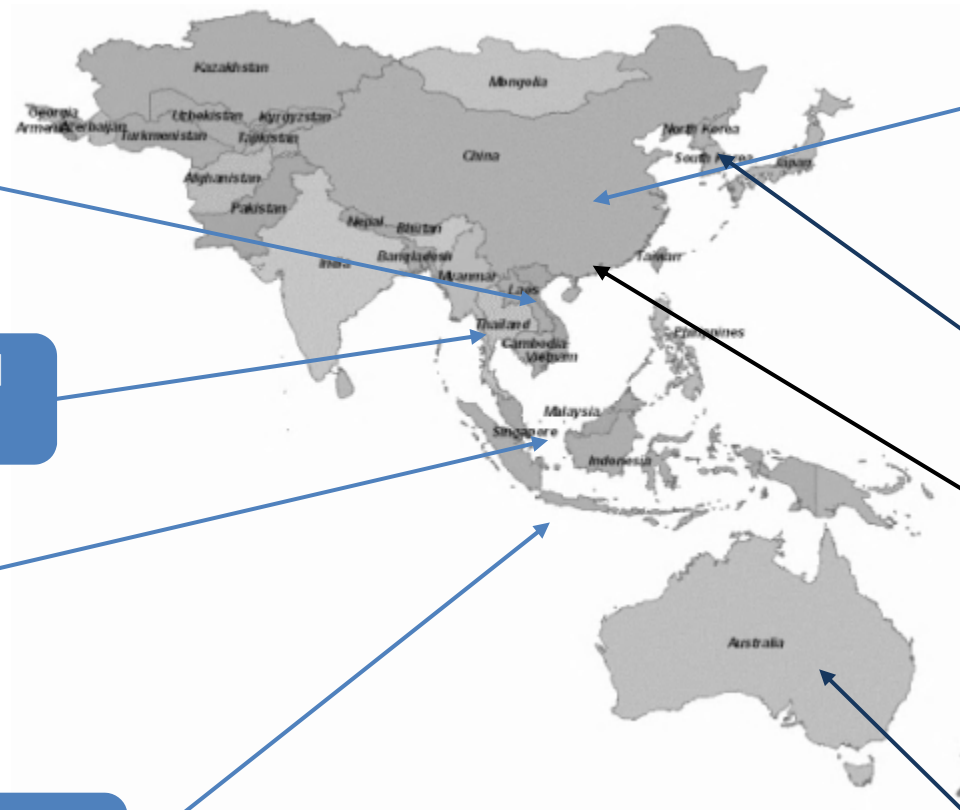 Kazakhstan
Mongolia
Georgia
Uzbekistan
Kyrgyzstan
Armenia
Azerbaijan
Turkmenistan
Tajikistan
North Korea
South Korea
Japan
China
Afghanistan
Pakistan
Nepal
Bhutan
Bangladesh
India
Taiwan
Myanmar
Laos
Thailand
Philippines
Cambodia
Vietnam
Malaysia
Singapore
Indonesia
Australia